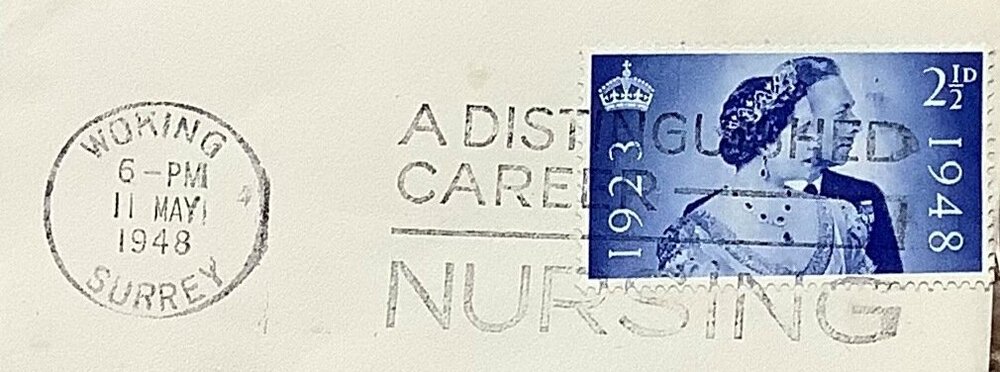 WOKING
6-PM
11 MAY
1948
SURREY
A DISTINGUISHED
CAREER—
NURSING
2½D
1923
1948